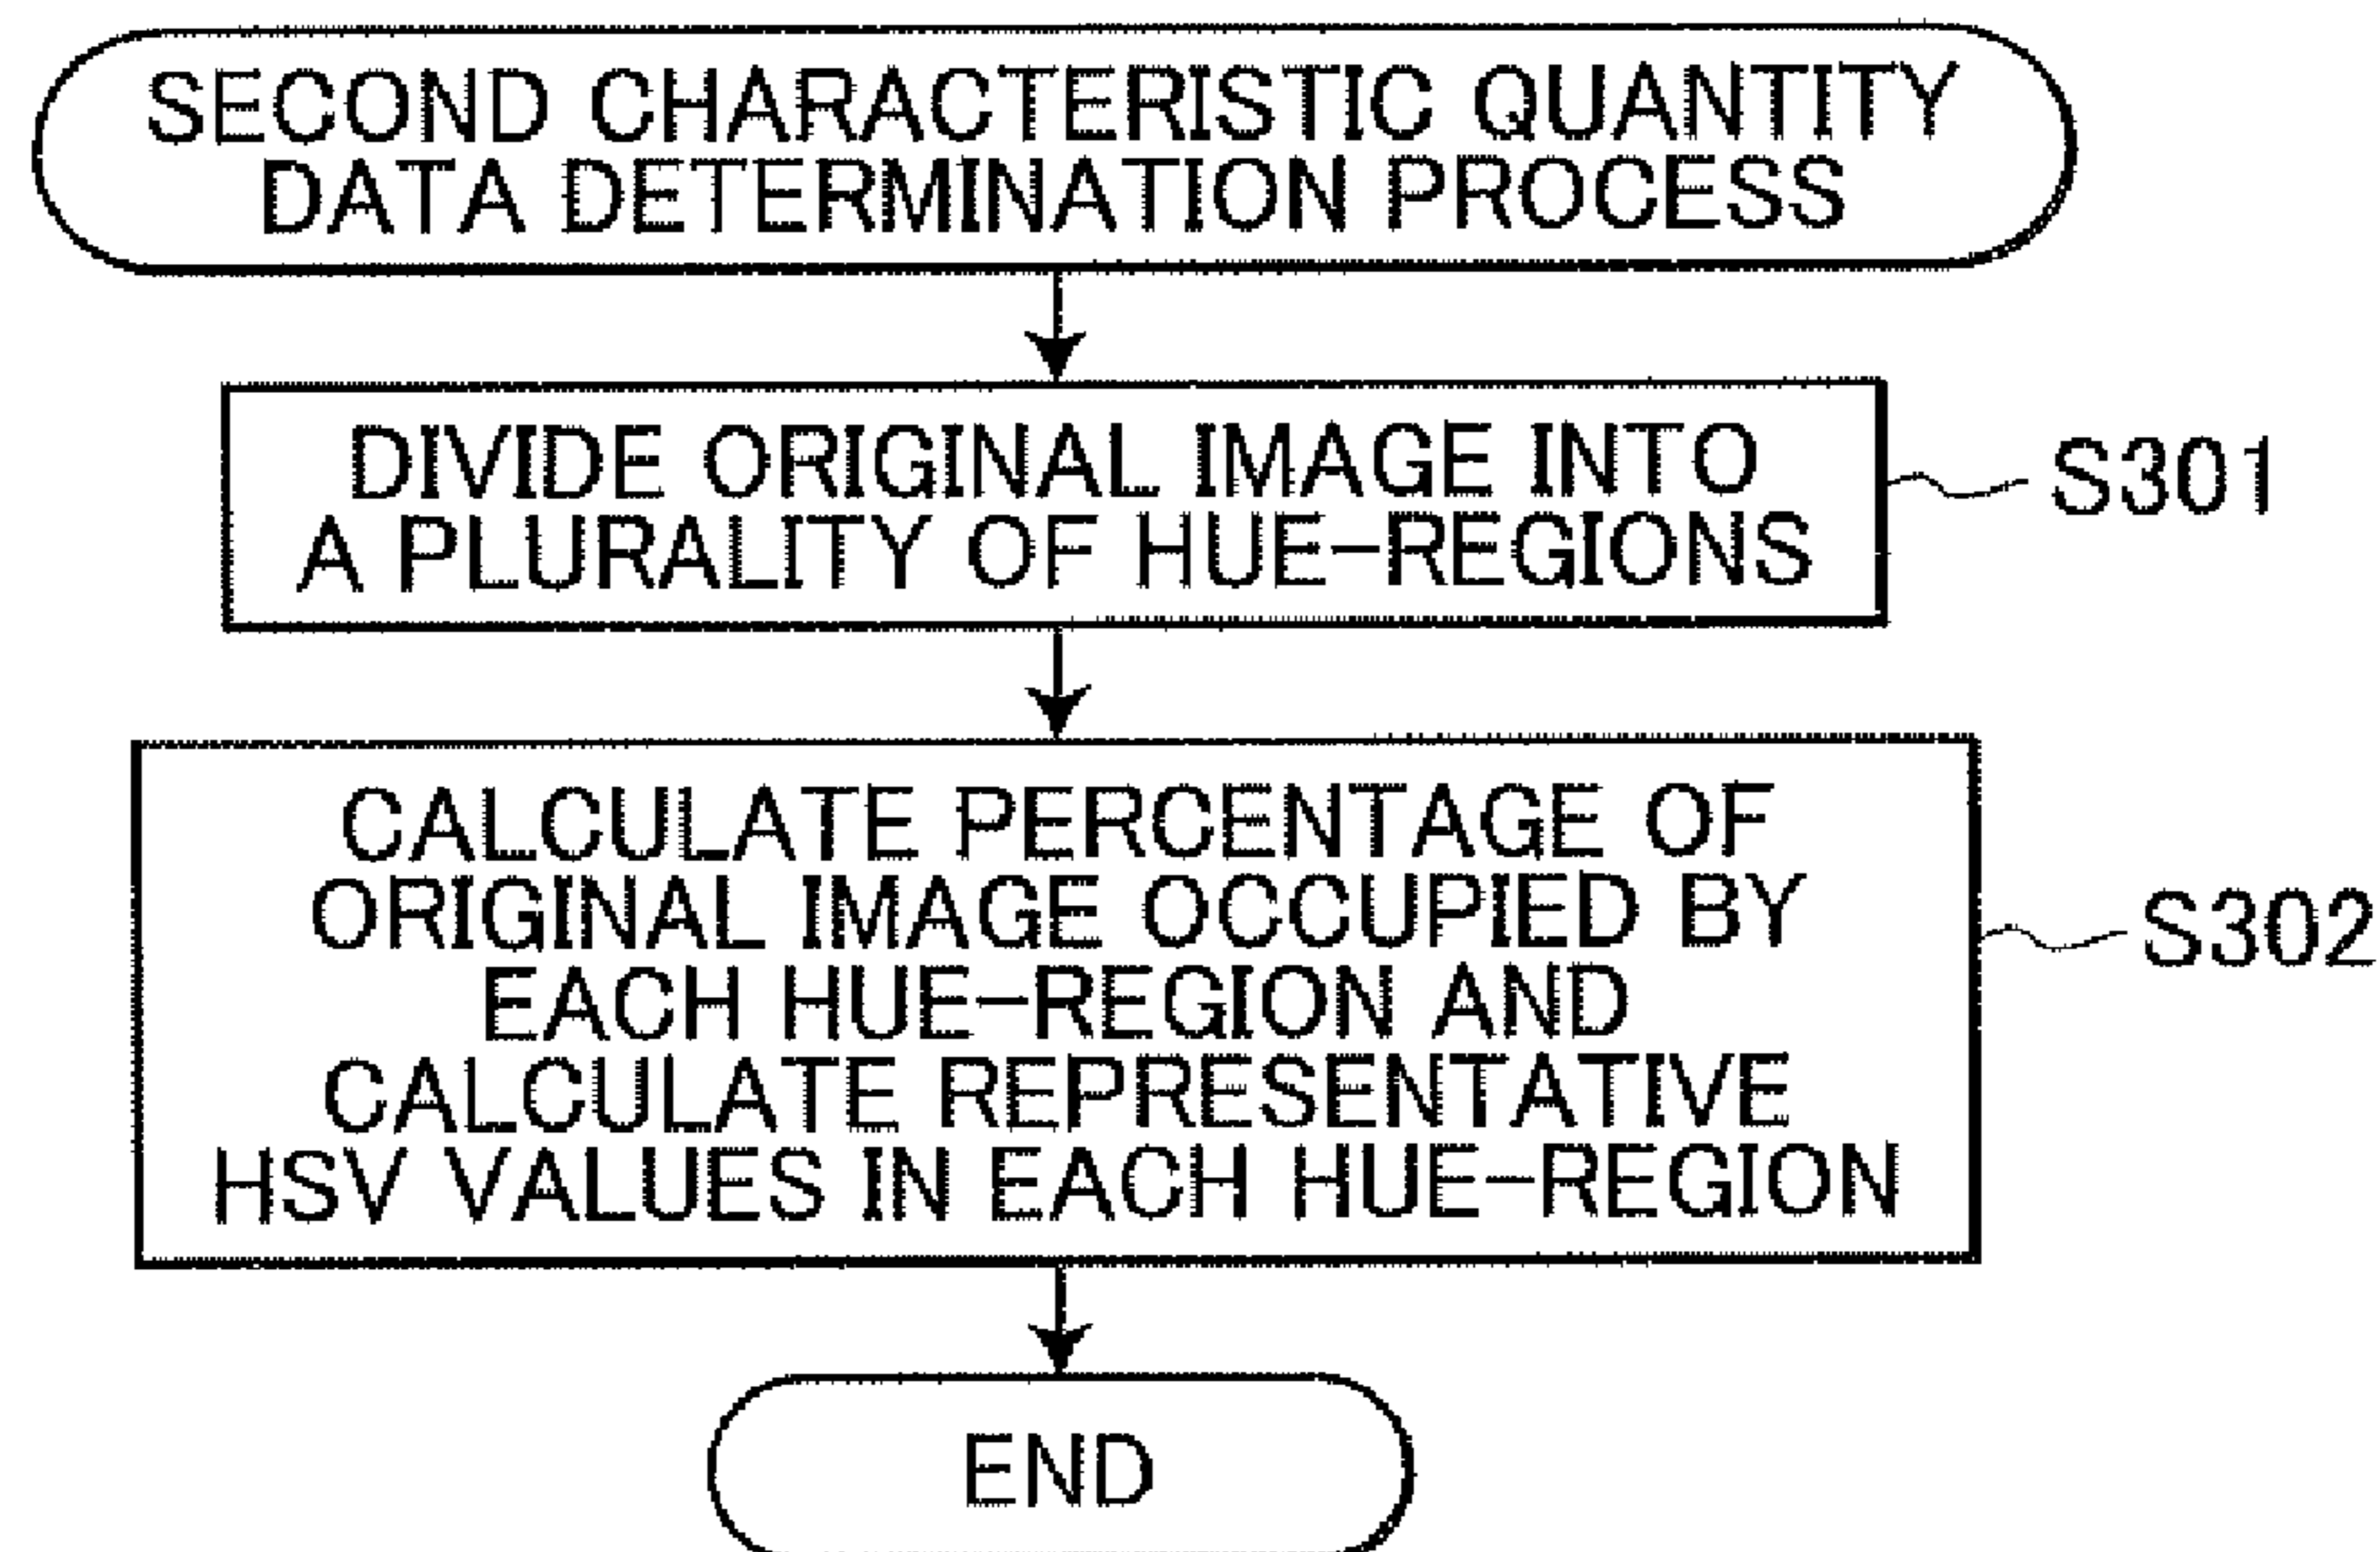 SECOND CHARACTERISTIC QUANTITY
DATA DETERMINATION PROCESS
DIVIDE ORIGINAL IMAGE INTO
A PLURALITY OF HUE-REGIONS
S301
CALCULATE PERCENTAGE OF
ORIGINAL IMAGE OCCUPIED BY
EACH HUE-REGION AND
CALCULATE REPRESENTATIVE
HSV VALUES IN EACH HUE-REGION
S302
END